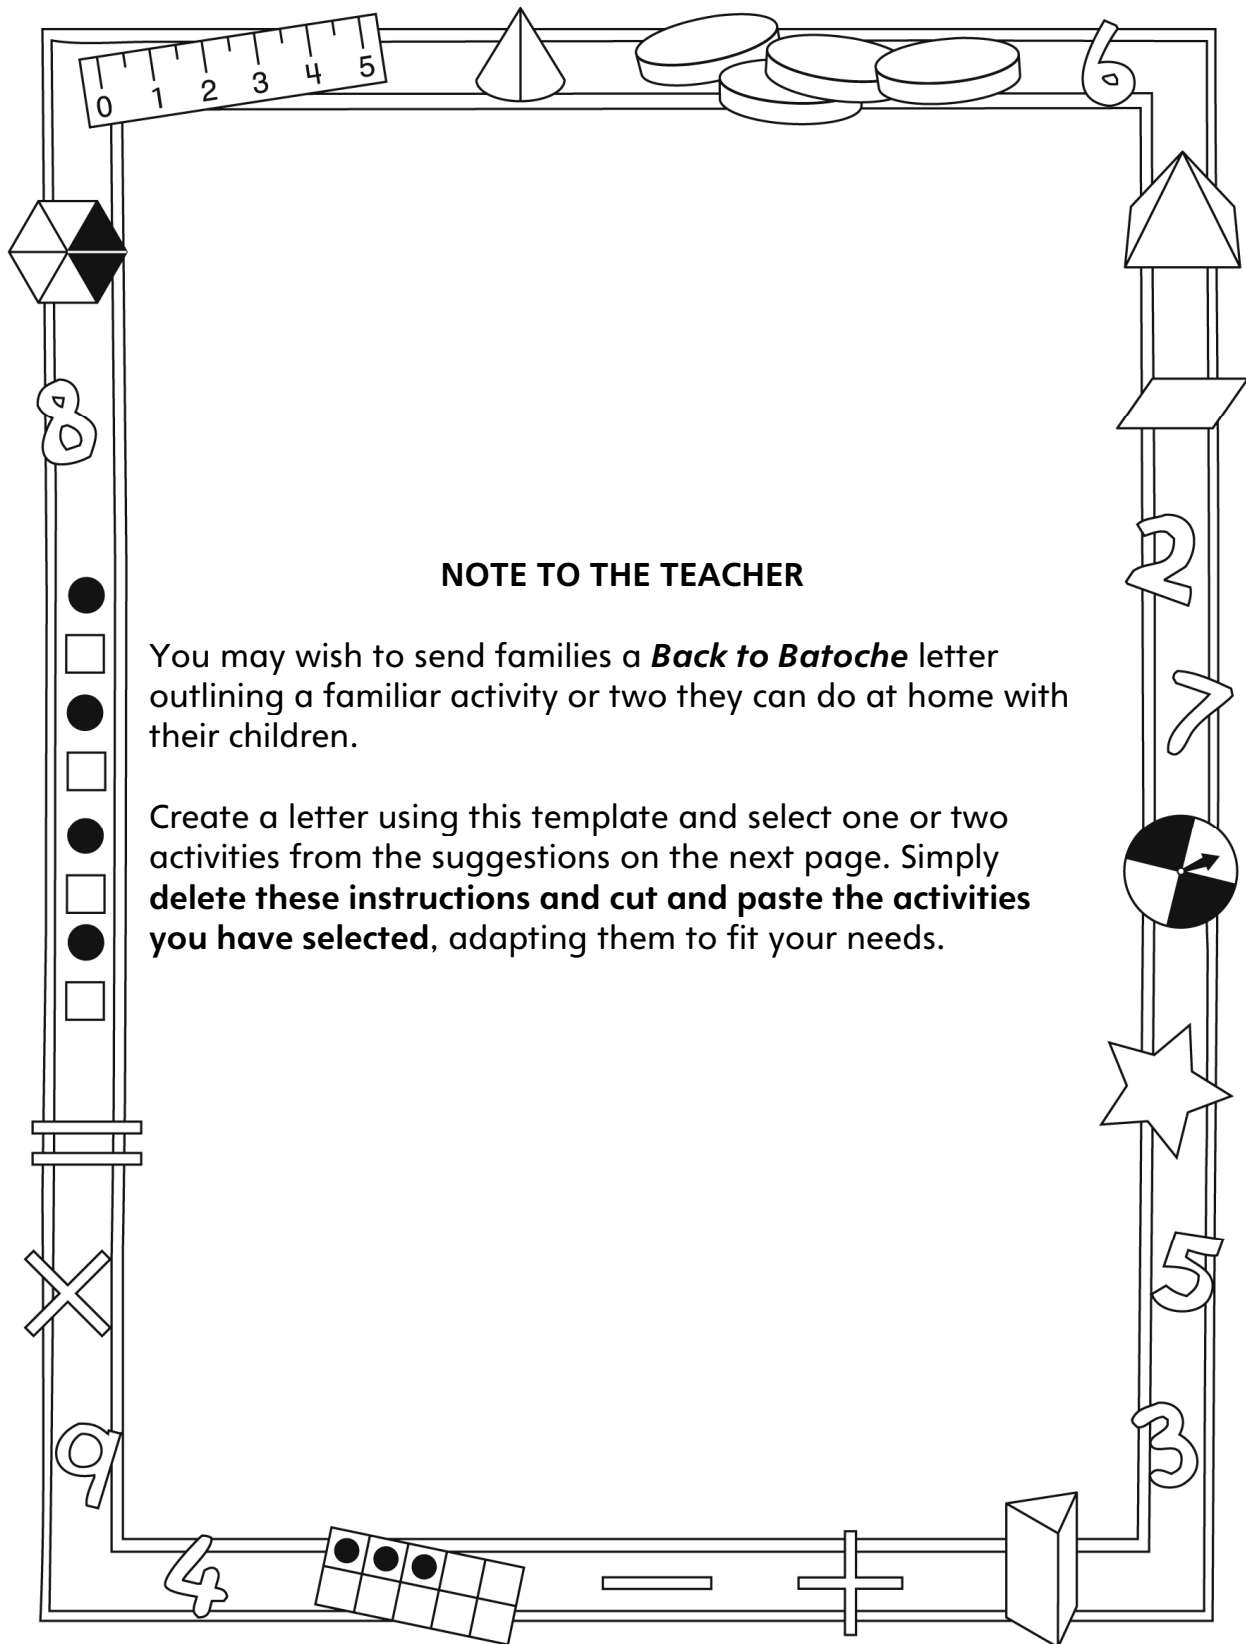 0 1 2 3 4 5
6
8
2
7
5
3
9
4
NOTE TO THE TEACHER
You may wish to send families a Back to Batoche letter
outlining a familiar activity or two they can do at home with
their children.
Create a letter using this template and select one or two
activities from the suggestions on the next page. Simply
delete these instructions and cut and paste the activities
you have selected, adapting them to fit your needs.